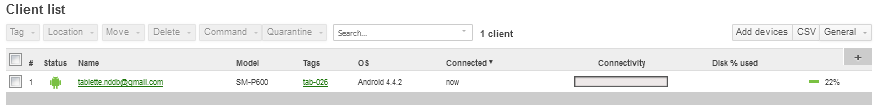 Client list
Tag Location Move Delete Command Quarantine Search... 1 client Add devices CSV General
# Status Name Model Tags OS Connected Connectivity Disk % used +
1 tablette.nddb@gmail.com SM-P600 tab-026 Android 4.4.2 now 22%